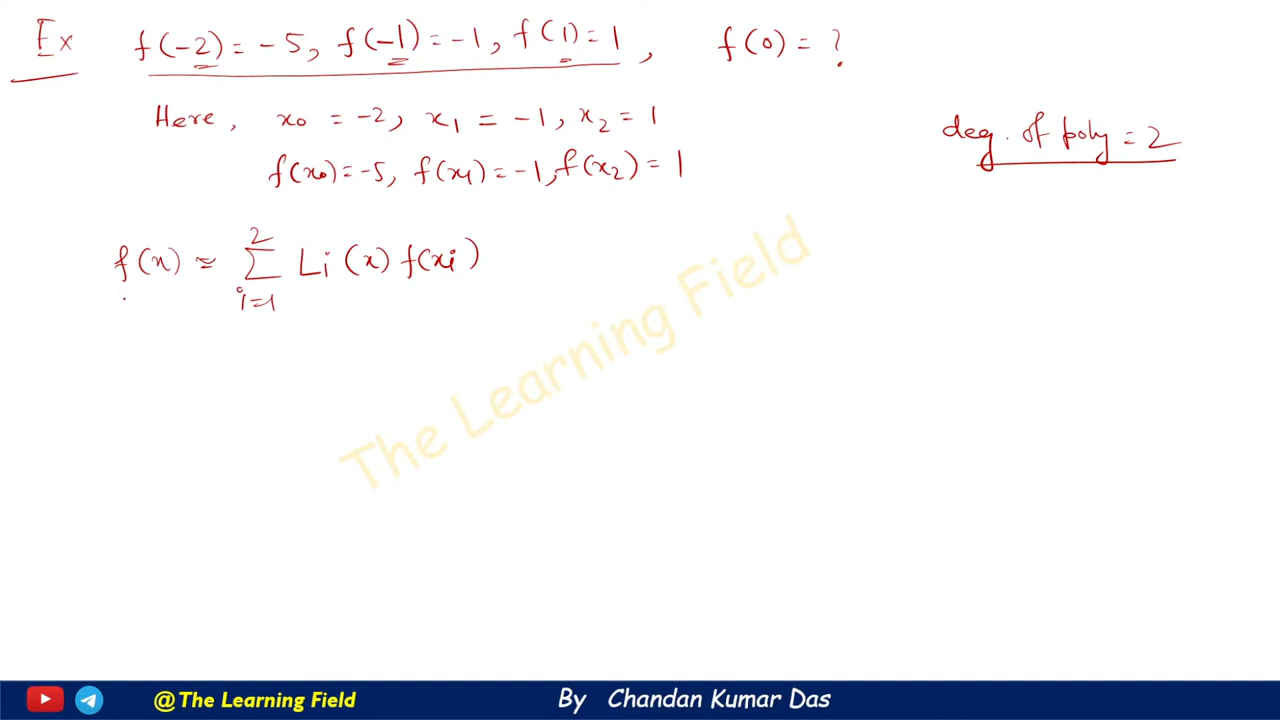 Ex f(-2) = -5, f(-1) = -1, f(1) = 1, f(0) = ?
Here, x0 = -2, x1 = -1, x2 = 1
deg. of poly = 2
f(x0) = -5, f(x1) = -1, f(x2) = 1
f(x) ≈ ∑_{i=1}^{2} Li(x) f(xi)
The Learning Field
@The Learning Field By Chandan Kumar Das